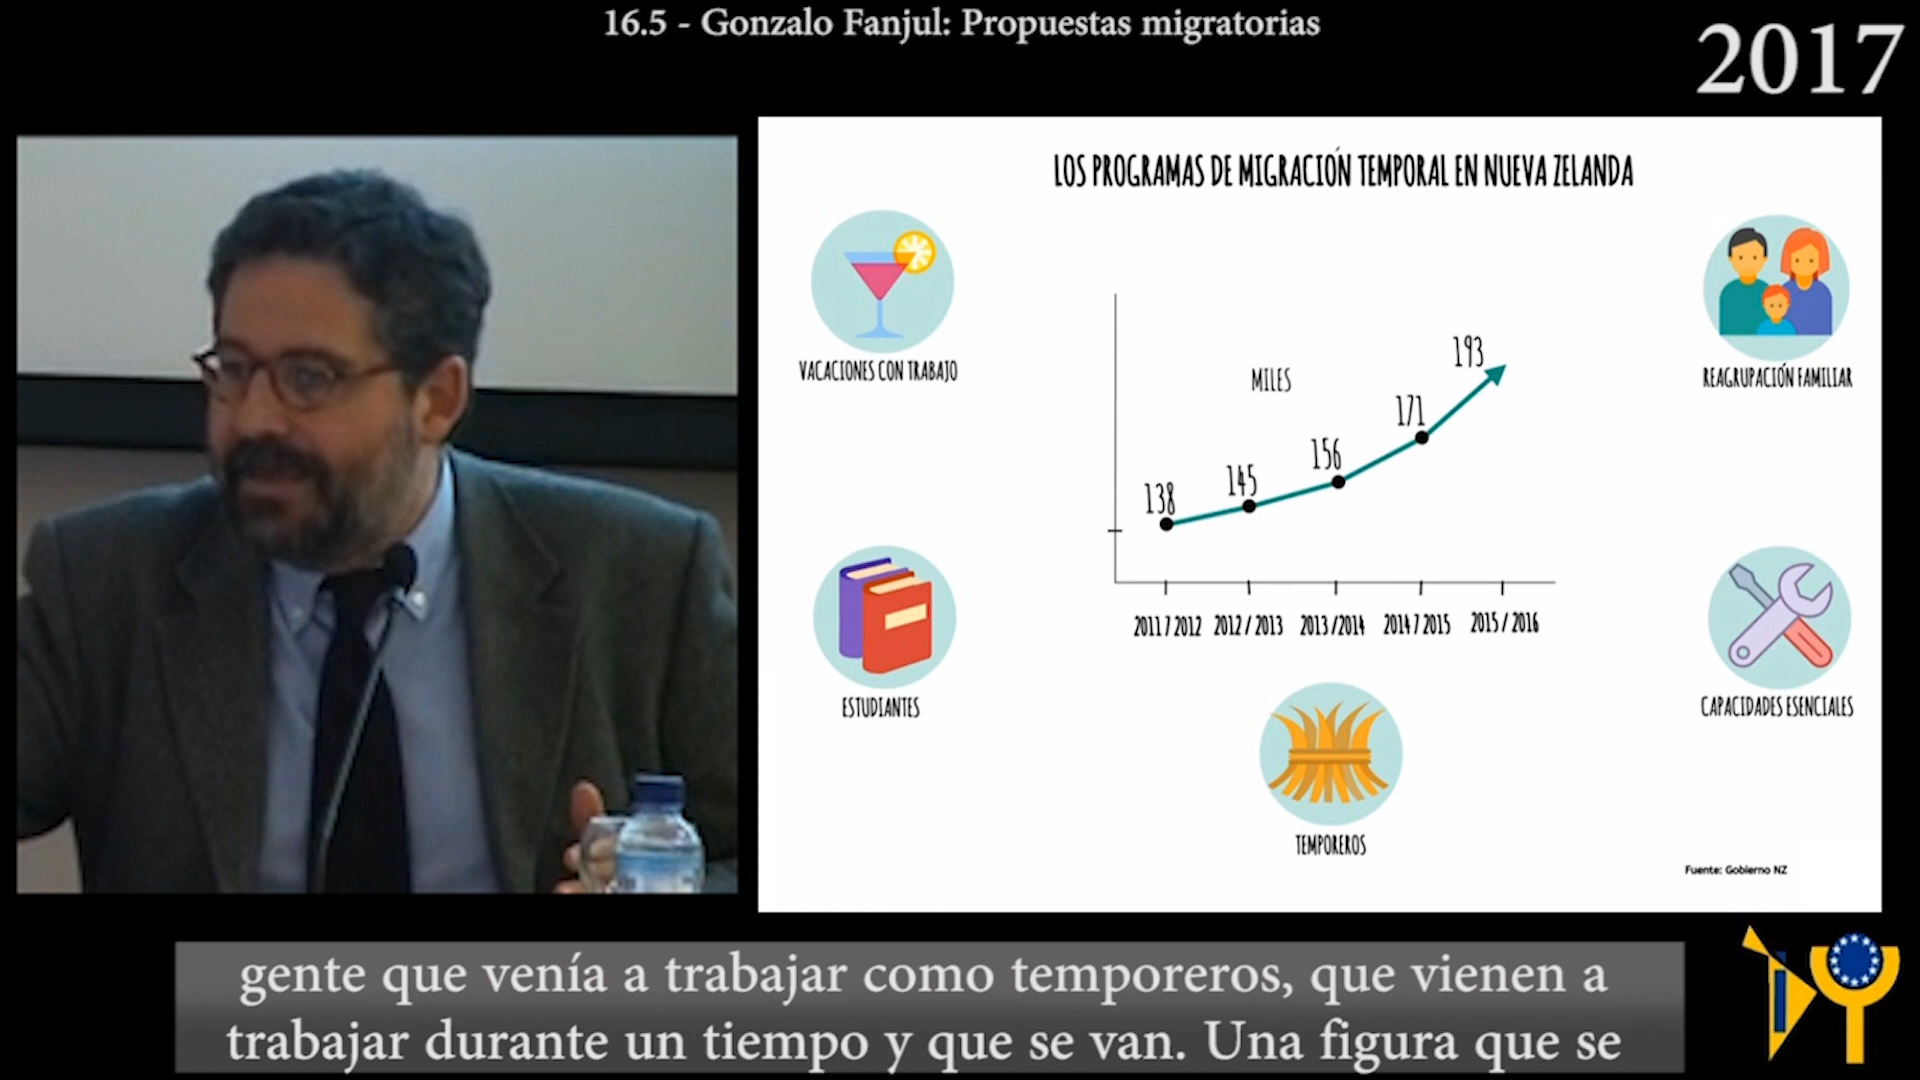 16.5 - Gonzalo Fanjul: Propuestas migratorias
2017
LOS PROGRAMAS DE MIGRACIÓN TEMPORAL EN NUEVA ZELANDA
VACACIONES CON TRABAJO
REAGRUPACIÓN FAMILIAR
MILES
138
145
156
171
193
2011 / 2012
2012 / 2013
2013 / 2014
2014 / 2015
2015 / 2016
ESTUDIANTES
CAPACIDADES ESENCIALES
TEMPOREROS
Fuente: Gobierno NZ
gente que venía a trabajar como temporeros, que vienen a
trabajar durante un tiempo y que se van. Una figura que se